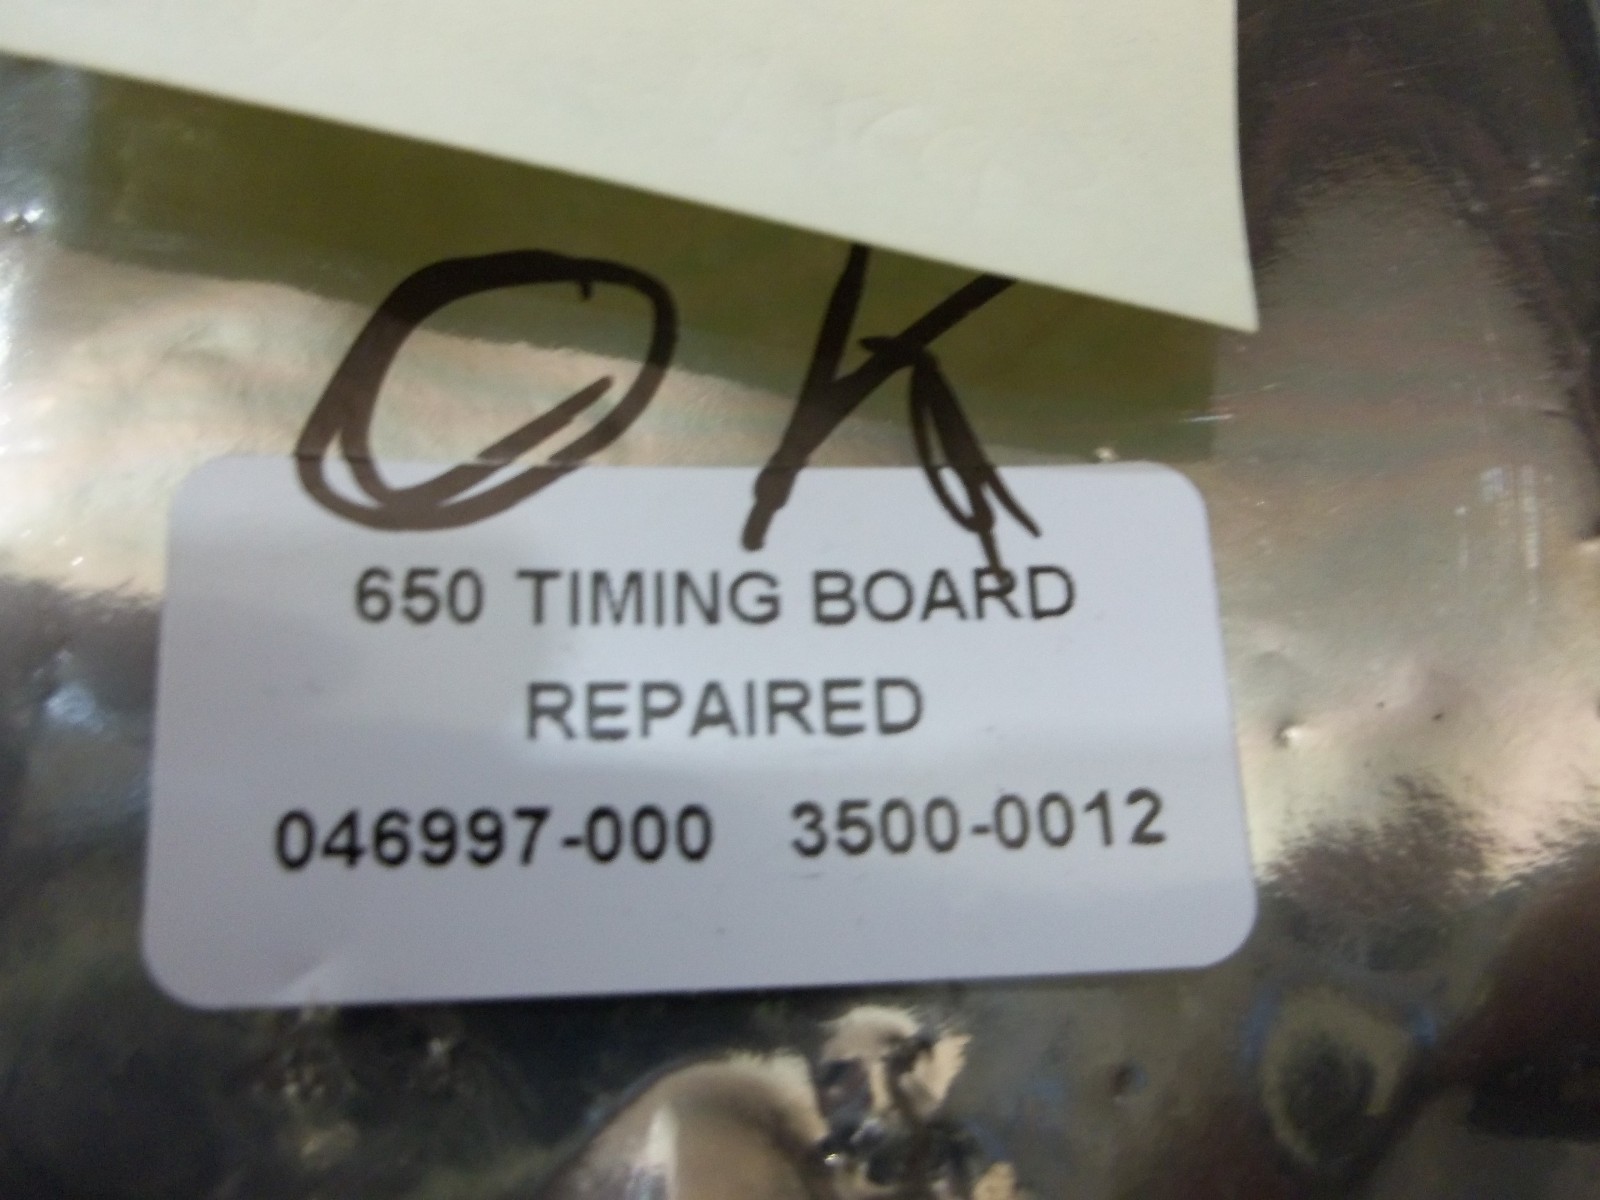 OK
650 TIMING BOARD
REPAIRED
046997-000 3500-0012